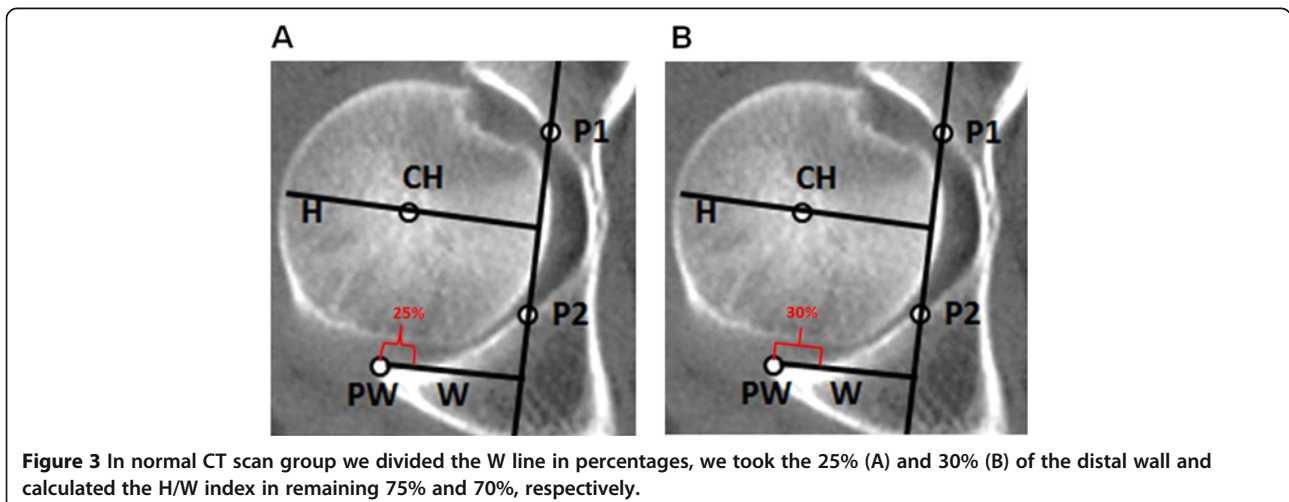 A
B
P1
CH
H
25%
P2
PW
W
P1
CH
H
30%
P2
PW
W
Figure 3 In normal CT scan group we divided the W line in percentages, we took the 25% (A) and 30% (B) of the distal wall and
calculated the H/W index in remaining 75% and 70%, respectively.